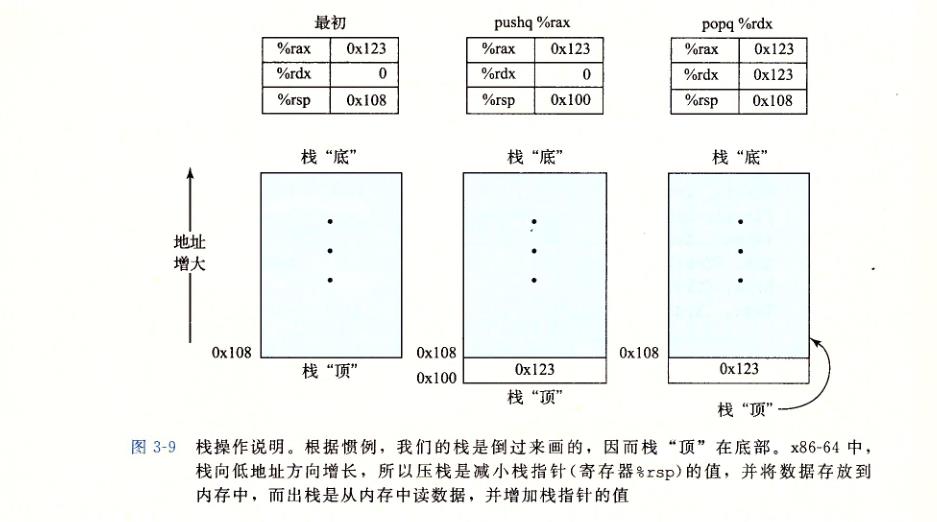 最初 pushq %rax popq %rdx
%rax 0x123 %rax 0x123 %rax 0x123
%rdx 0 %rdx 0 %rdx 0x123
%rsp 0x108 %rsp 0x100 %rsp 0x108
栈“底” 栈“底” 栈“底”
地址
增大
0x108 0x108 0x108
栈“顶” 0x123 0x123
0x100
栈“顶” 栈“顶”
图 3-9 栈操作说明。根据惯例，我们的栈是倒过来画的，因而栈“顶”在底部。x86-64 中，
栈向低地址方向增长，所以压栈是减小栈指针(寄存器%rsp)的值，并将数据存放到
内存中，而出栈是从内存中读数据，并增加栈指针的值